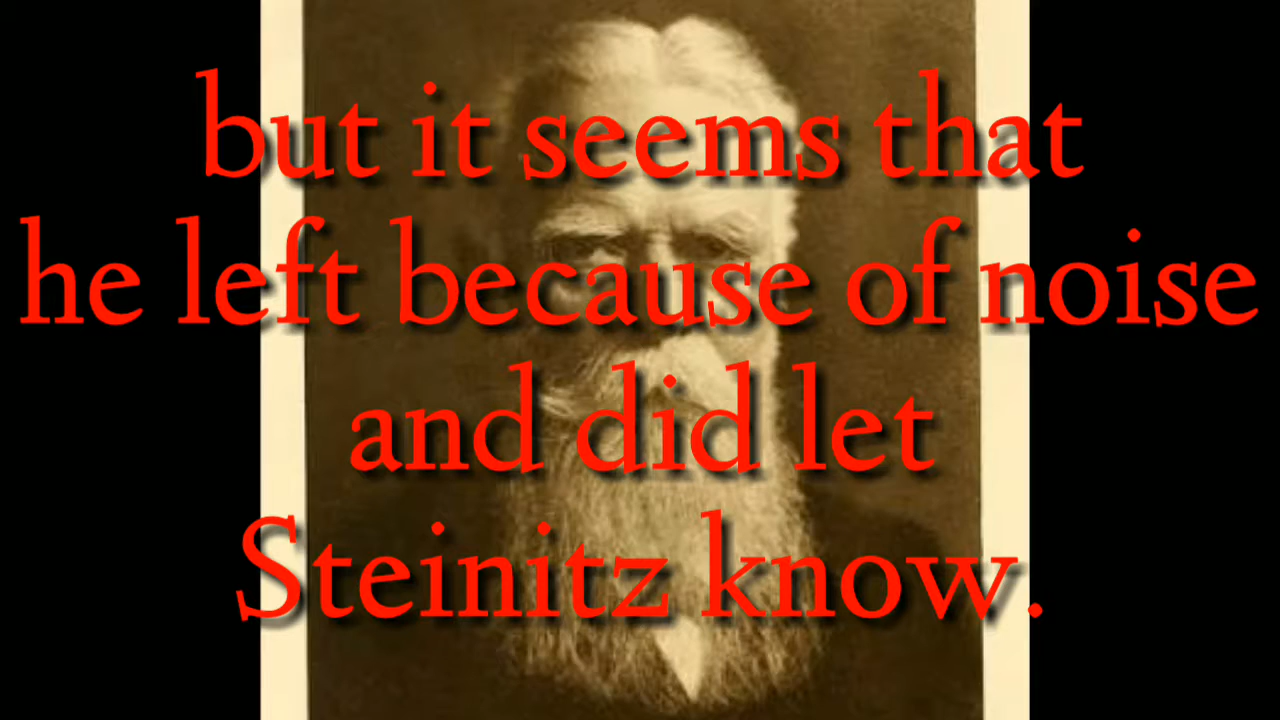 but it seems that
he left because of noise
and did let
Steinitz know.